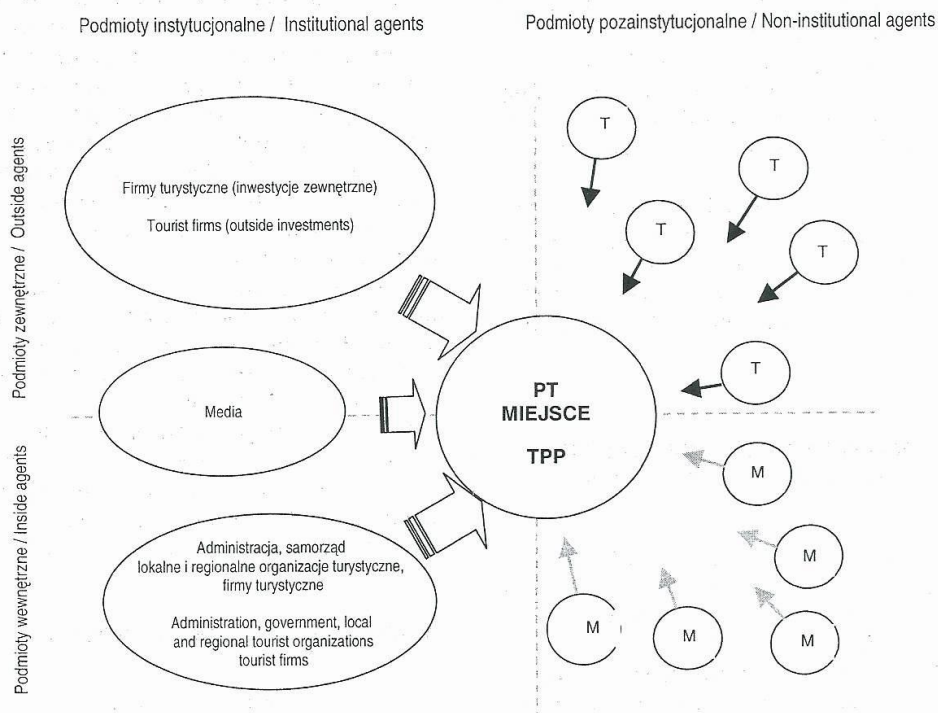 Podmioty instytucjonalne / Institutional agents
Podmioty pozainstytucjonalne / Non-institutional agents
Podmioty zewnętrzne / Outside agents
Firmy turystyczne (inwestycje zewnętrzne)
Tourist firms (outside investments)
T
T
T
T
T
Media
PT
MIEJSCE
TPP
Podmioty wewnętrzne / Inside agents
Administracja, samorząd
lokalne i regionalne organizacje turystyczne,
firmy turystyczne
Administration, government, local
and regional tourist organizations
tourist firms
M
M
M
M
M